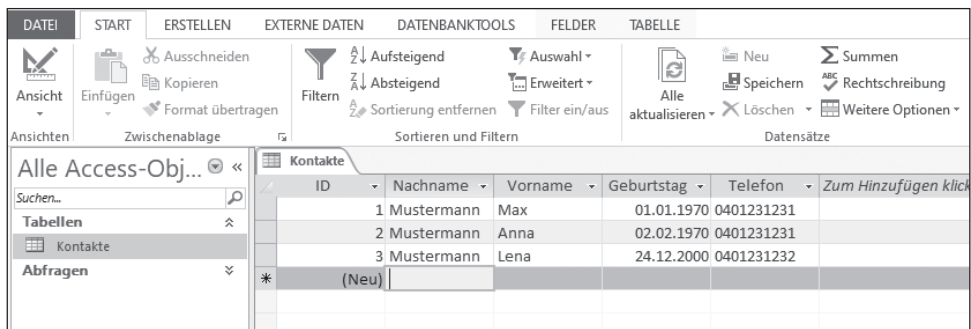 DATEI START ERSTELLEN EXTERNE DATEN DATENBANKTOOLS FELDER TABELLE
Ansicht
Einfügen
Ausschneiden
Kopieren
Format übertragen
Filtern
Aufsteigend
Absteigend
Sortierung entfernen
Auswahl
Erweitert
Filter ein/aus
Alle
aktualisieren
Neu
Speichern
Löschen
Summen
Rechtschreibung
Weitere Optionen
Ansichten Zwischenablage Sortieren und Filtern Datensätze
Alle Access-Obj... «
Suchen...
Tabellen
Kontakte
Abfragen
Kontakte
ID Nachname Vorname Geburtstag Telefon Zum Hinzufügen klick
1 Mustermann Max 01.01.1970 0401231231
2 Mustermann Anna 02.02.1970 0401231231
3 Mustermann Lena 24.12.2000 0401231232
* (Neu)